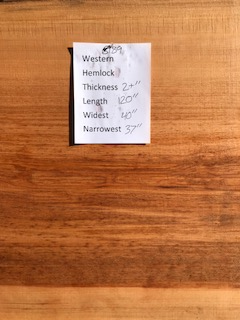 Western
Hemlock
Thickness 2+"
Length 120"
Widest 40"
Narrowest 37"